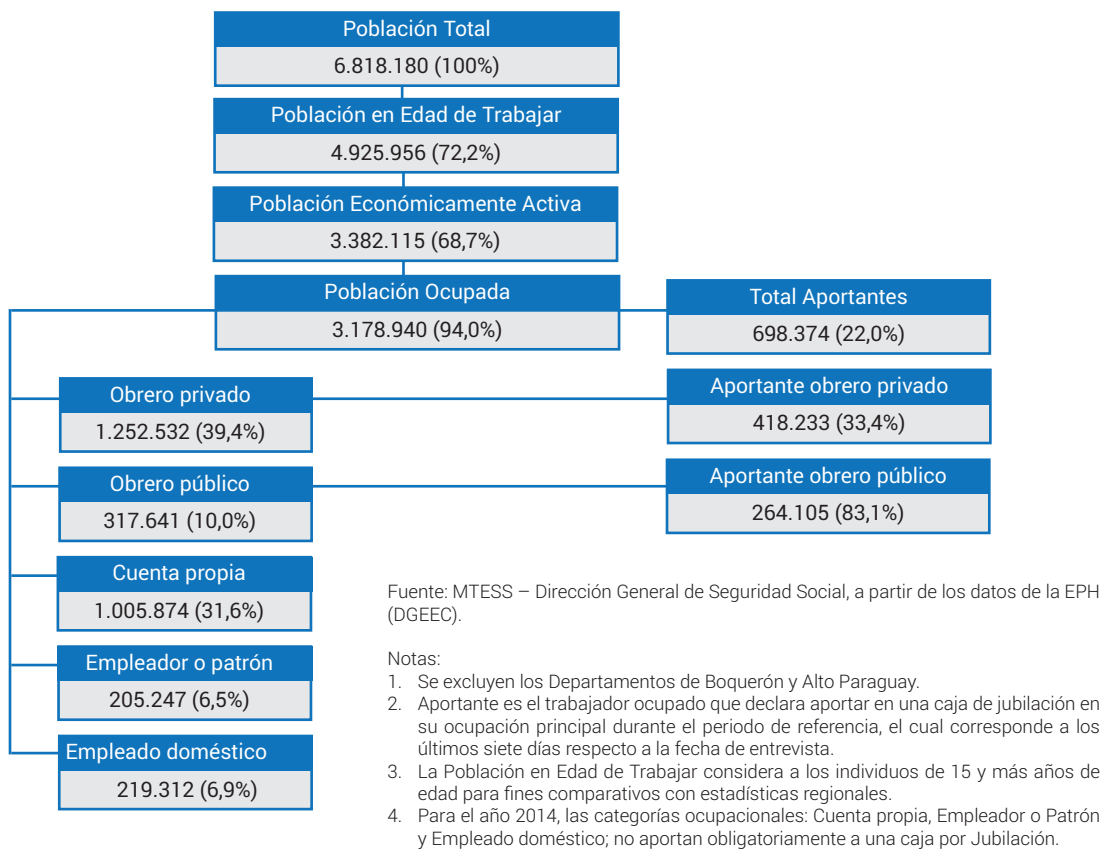 Población Total
6.818.180 (100%)
Población en Edad de Trabajar
4.925.956 (72,2%)
Población Económicamente Activa
3.382.115 (68,7%)
Población Ocupada
3.178.940 (94,0%)
Total Aportantes
698.374 (22,0%)
Obrero privado
1.252.532 (39,4%)
Aportante obrero privado
418.233 (33,4%)
Obrero público
317.641 (10,0%)
Aportante obrero público
264.105 (83,1%)
Cuenta propia
1.005.874 (31,6%)
Empleador o patrón
205.247 (6,5%)
Empleado doméstico
219.312 (6,9%)
Fuente: MTESS – Dirección General de Seguridad Social, a partir de los datos de la EPH
(DGEEC).
Notas:
1. Se excluyen los Departamentos de Boquerón y Alto Paraguay.
2. Aportante es el trabajador ocupado que declara aportar en una caja de jubilación en
su ocupación principal durante el periodo de referencia, el cual corresponde a los
últimos siete días respecto a la fecha de entrevista.
3. La Población en Edad de Trabajar considera a los individuos de 15 y más años de
edad para fines comparativos con estadísticas regionales.
4. Para el año 2014, las categorías ocupacionales: Cuenta propia, Empleador o Patrón
y Empleado doméstico; no aportan obligatoriamente a una caja por Jubilación.